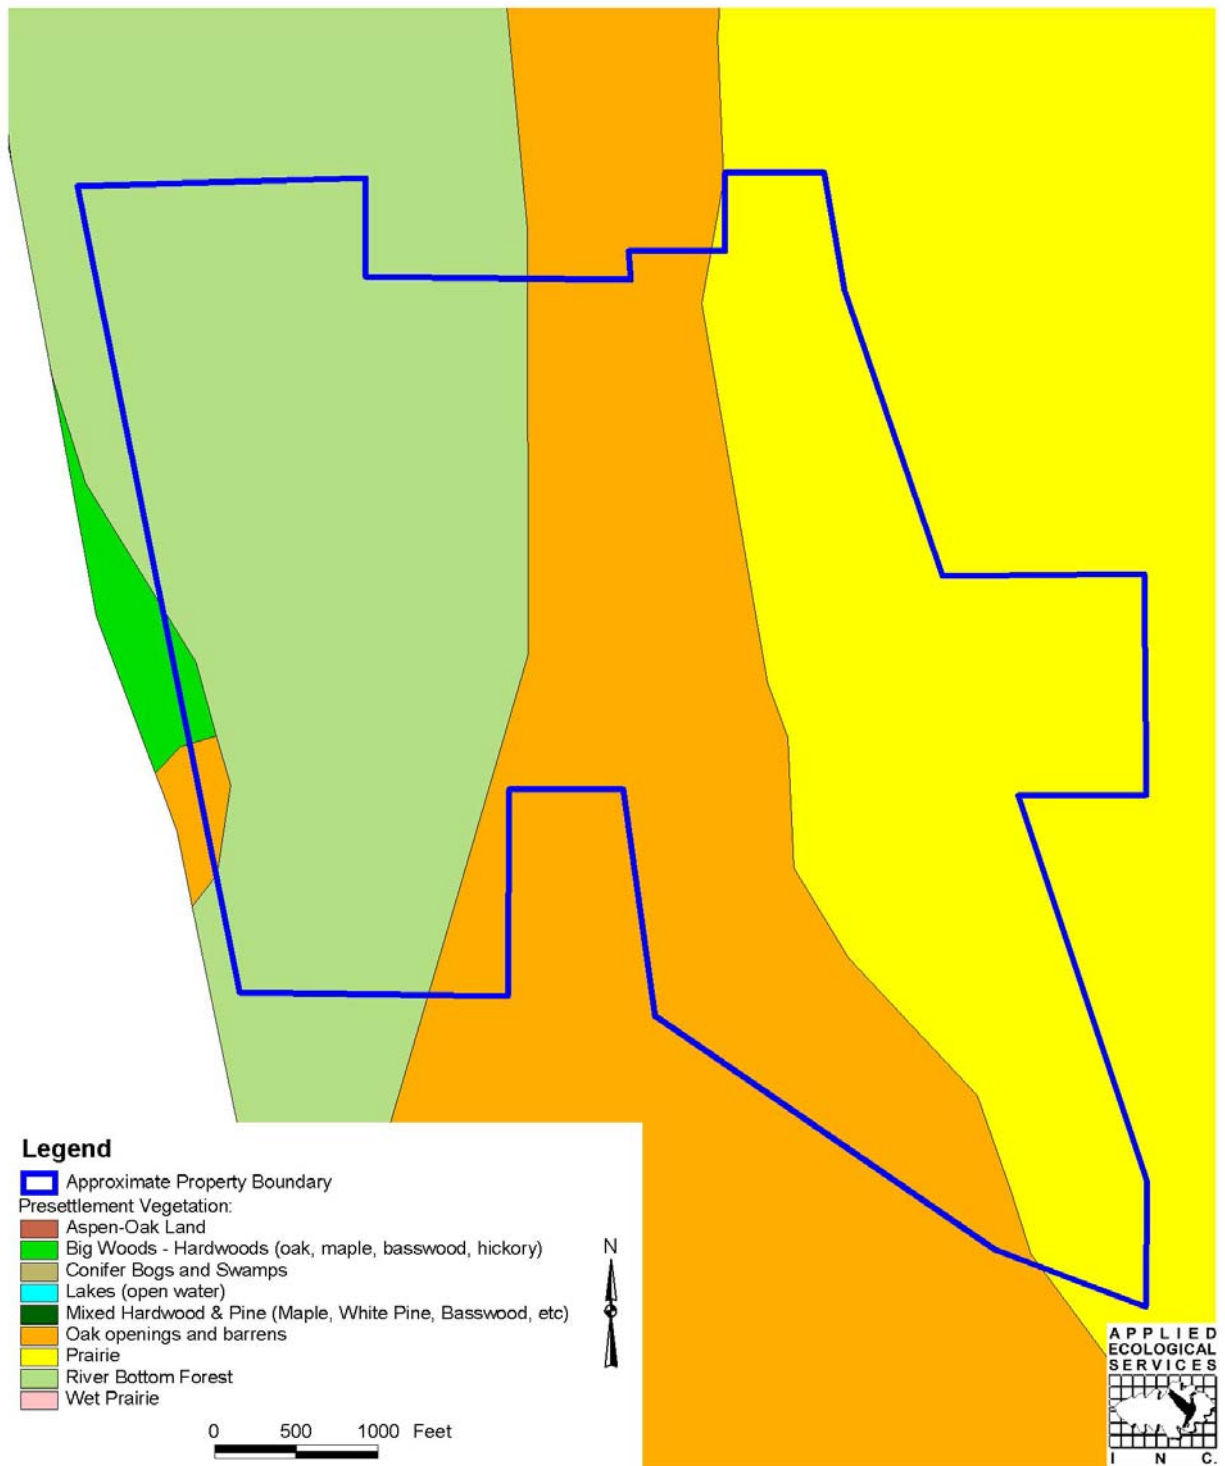 Legend
Approximate Property Boundary
Presettlement Vegetation:
Aspen-Oak Land
Big Woods - Hardwoods (oak, maple, basswood, hickory)
Conifer Bogs and Swamps
Lakes (open water)
Mixed Hardwood & Pine (Maple, White Pine, Basswood, etc)
Oak openings and barrens
Prairie
River Bottom Forest
Wet Prairie
N
0 500 1000 Feet
APPLIED
ECOLOGICAL
SERVICES
I N C.